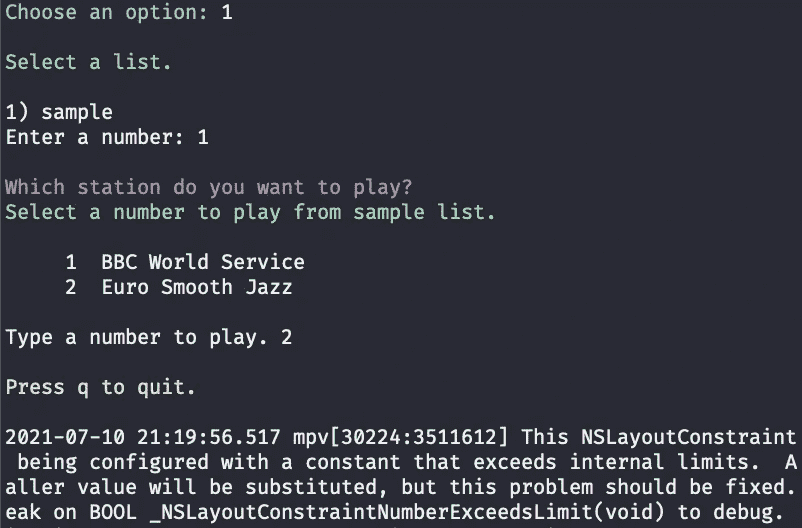 Choose an option: 1
Select a list.
1) sample
Enter a number: 1
Which station do you want to play?
Select a number to play from sample list.
1  BBC World Service
2  Euro Smooth Jazz
Type a number to play. 2
Press q to quit.
2021-07-10 21:19:56.517 mpv[30224:3511612] This NSLayoutConstraint
being configured with a constant that exceeds internal limits.  A
aller value will be substituted, but this problem should be fixed.
eak on BOOL _NSLayoutConstraintNumberExceedsLimit(void) to debug.